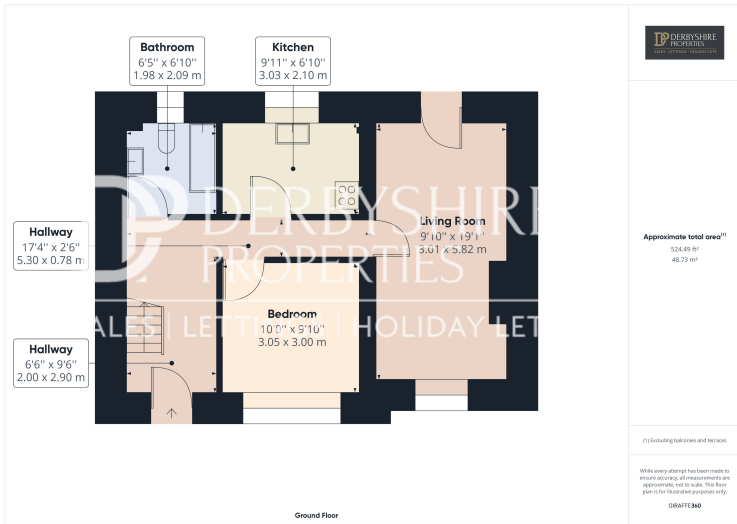 Bathroom
6'5" x 6'10"
1.98 x 2.09 m
Kitchen
9'11" x 6'10"
3.03 x 2.10 m
Hallway
17'4" x 2'6"
5.30 x 0.78 m
Living Room
9'10" x 19'1"
3.01 x 5.82 m
Bedroom
10'0" x 9'10"
3.05 x 3.00 m
Hallway
6'6" x 9'6"
2.00 x 2.90 m
DERBYSHIRE
PROPERTIES
ALES | LETTINGS | HOLIDAY LET
Ground Floor
DP DERBYSHIRE
PROPERTIES
SALES | LETTINGS | HOLIDAY LETS
Approximate total area(1)
524.49 ft²
48.73 m²
(1) Excluding balconies and terraces
While every attempt has been made to
ensure accuracy, all measurements are
approximate, not to scale. This floor
plan is for illustrative purposes only.
GIRAFFE360